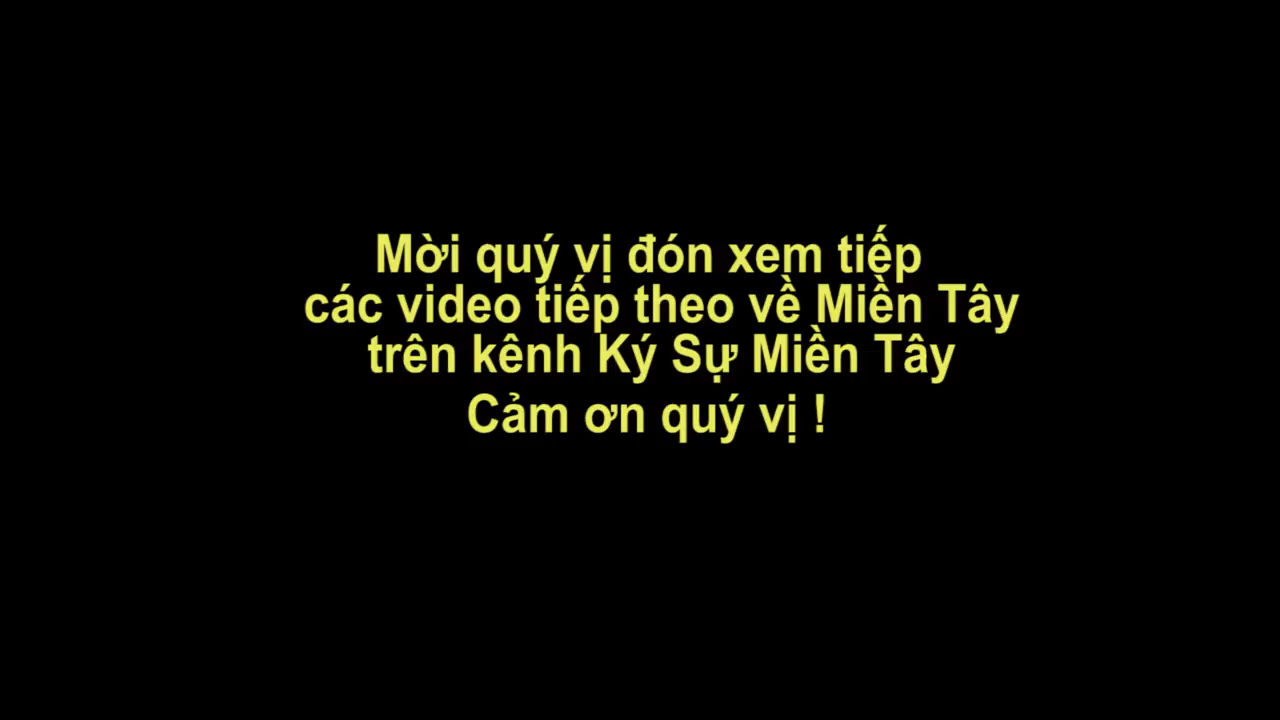 Mời quý vị đón xem tiếp
các video tiếp theo về Miền Tây
trên kênh Ký Sự Miền Tây
Cảm ơn quý vị !